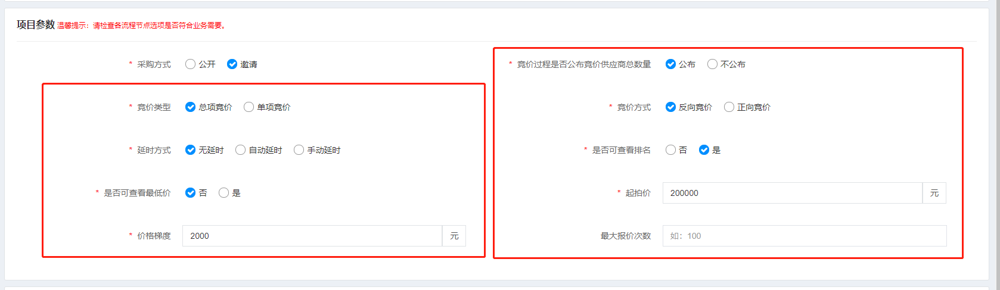 项目参数 温馨提示：请检查各流程节点选项是否符合业务需要。
* 采购方式 公开 邀请 * 竞价过程是否公布竞价供应商总数量 公布 不公布
* 竞价类型 总项竞价 单项竞价 * 竞价方式 反向竞价 正向竞价
* 延时方式 无延时 自动延时 手动延时 * 是否可查看排名 否 是
* 是否可查看最低价 否 是 * 起拍价 200000 元
* 价格梯度 2000 元 最大报价次数 如：100